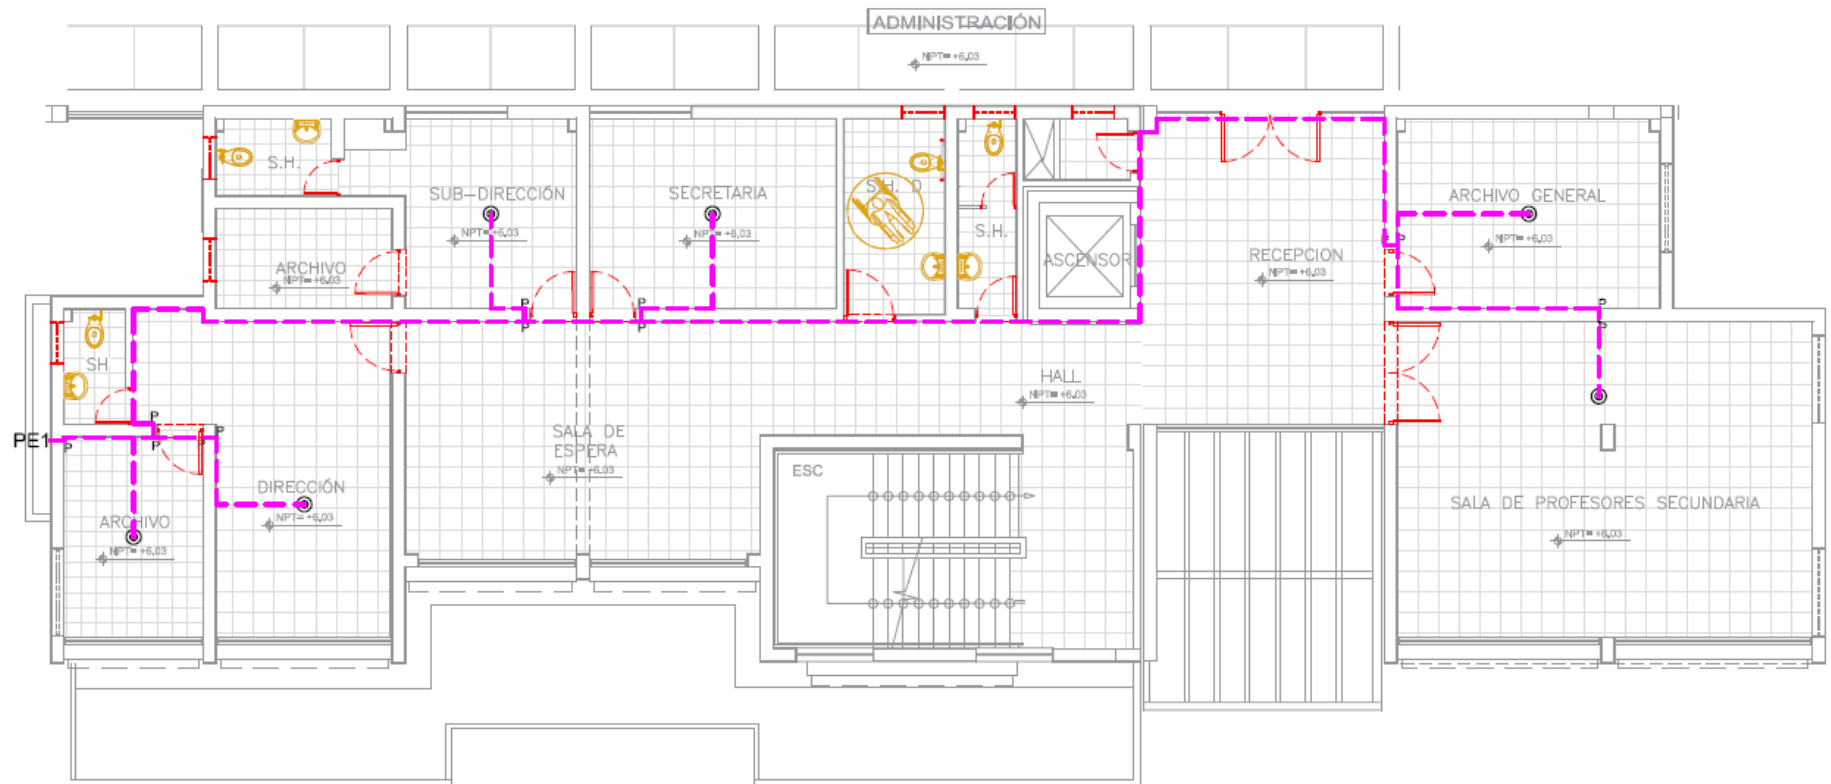 ADMINISTRACIÓN
NPT= +6,03
S.H.
SUB-DIRECCIÓN
NPT= +6,03
SECRETARIA
NPT= +6,03
S.H. D
S.H.
ASCENSOR
ARCHIVO
NPT= +6,03
RECEPCION
NPT= +6,03
ARCHIVO GENERAL
NPT= +6,03
P
P
P
P
P
P
P
P
SH
HALL
NPT= +6,03
P
P
P
P
PE1
P
SALA DE
ESPERA
NPT= +6,03
ESC
DIRECCIÓN
NPT= +6,03
ARCHIVO
NPT= +6,03
SALA DE PROFESORES SECUNDARIA
NPT= +6,03